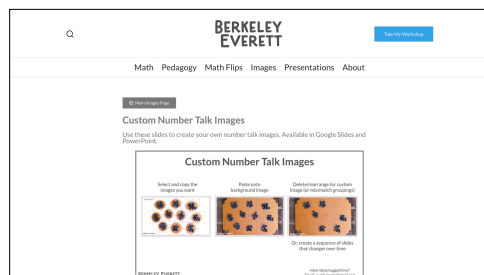 BERKELEY
EVERETT
Take My Workshop
Math Pedagogy Math Flips Images Presentations About
Main Images Page
Custom Number Talk Images
Use these slides to create your own number talk images. Available in Google Slides and
PowerPoint.
Custom Number Talk Images
Select and copy the
images you want
Paste onto
background image
Delete/rearrange for custom
image (or mix/match groupings)
Or, create a sequence of slides
that changes over time
BERKELEY EVERETT
Have ideas/suggestions?